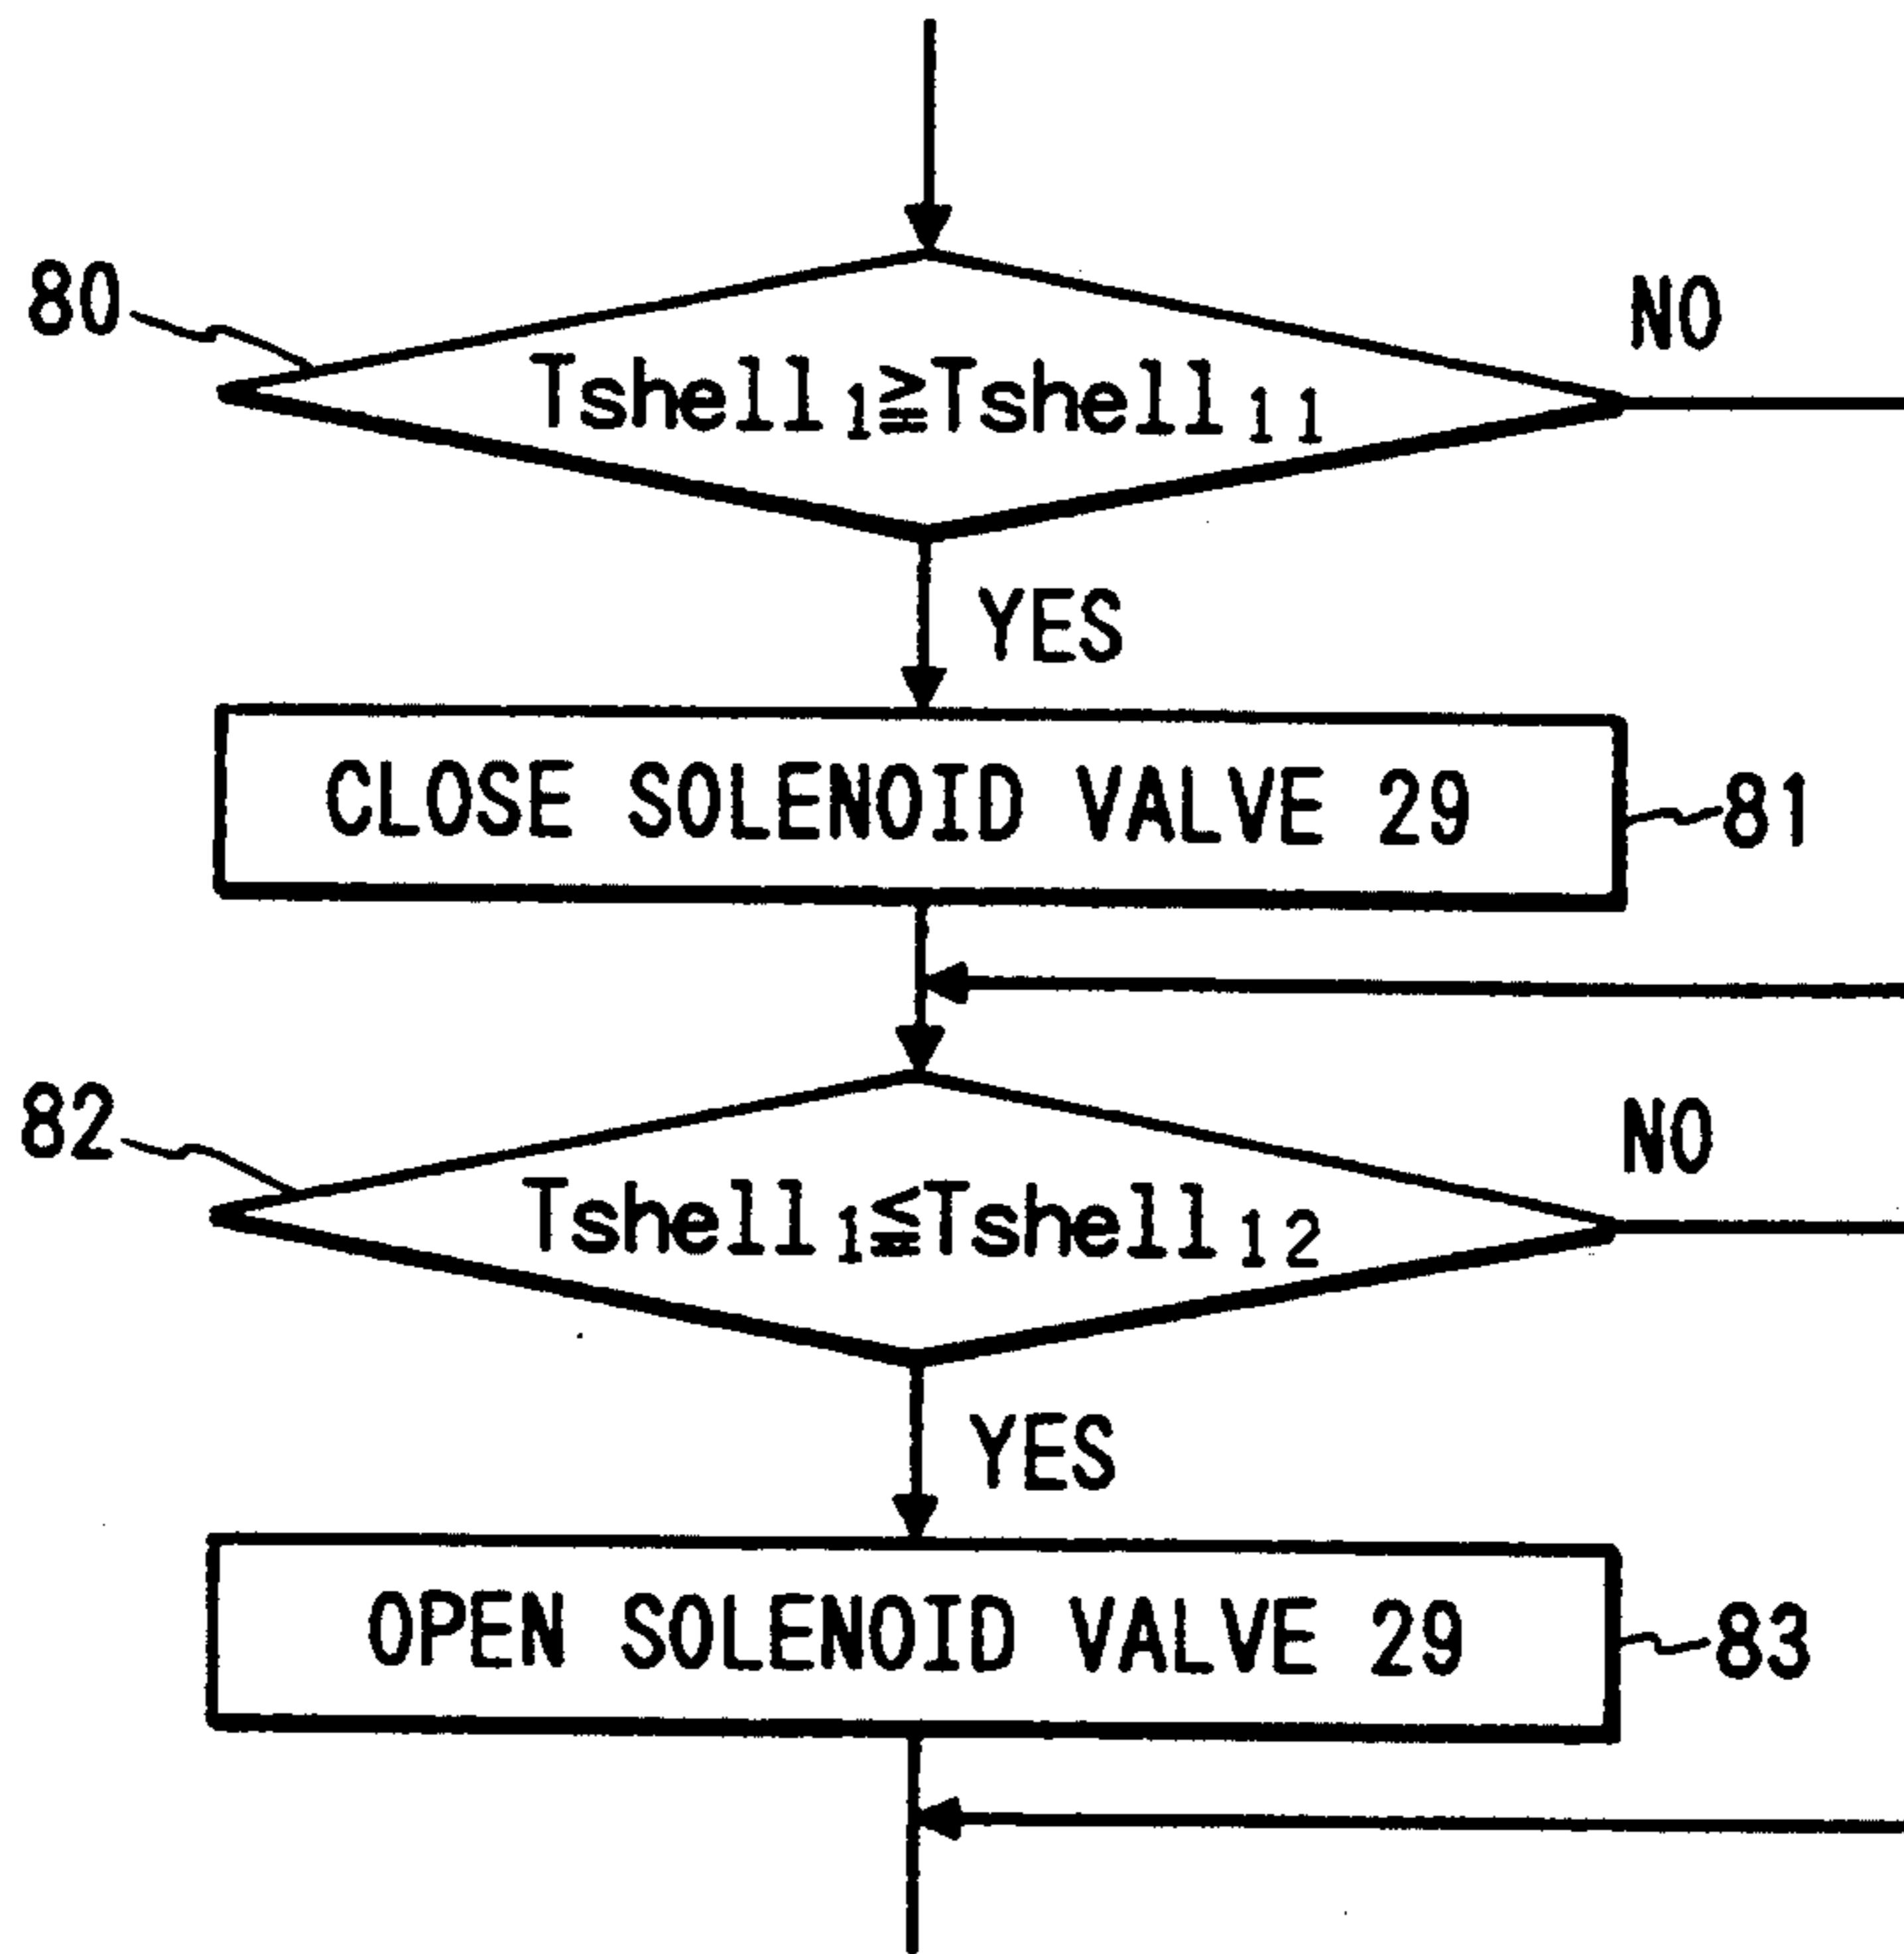 80
NO
Tshell₁≧Tshell₁₁
YES
CLOSE SOLENOID VALVE 29
81
82
NO
Tshell₁≦Tshell₁₂
YES
OPEN SOLENOID VALVE 29
83